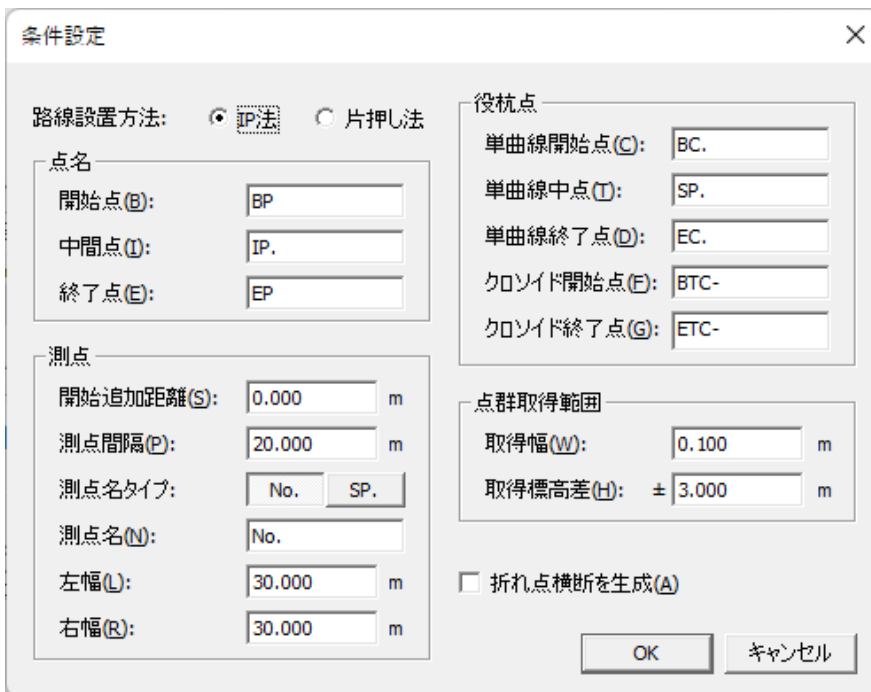 条件設定
路線設置方法: IP法 片押し法
点名
開始点(B): BP
中間点(I): IP.
終了点(E): EP
測点
開始追加距離(S): 0.000 m
測点間隔(P): 20.000 m
測点名タイプ: No. SP.
測点名(N): No.
左幅(L): 30.000 m
右幅(R): 30.000 m
役杭点
単曲線開始点(C): BC.
単曲線中点(T): SP.
単曲線終了点(D): EC.
クロソイド開始点(F): BTC-
クロソイド終了点(G): ETC-
点群取得範囲
取得幅(W): 0.100 m
取得標高差(H): ± 3.000 m
折れ点横断を生成(A)
OK キャンセル